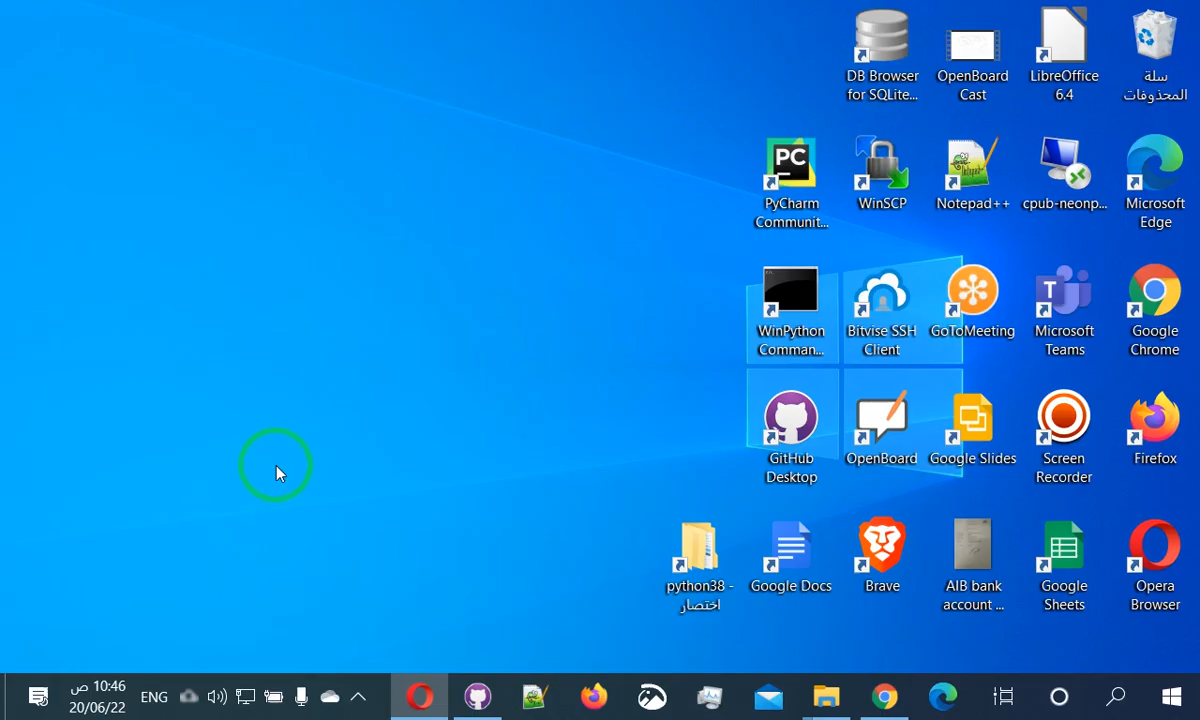 DB Browser
for SQLite...
OpenBoard
Cast
LibreOffice
6.4
سلة
المحذوفات
PC
PyCharm
Communit...
WinSCP
Notepad++
cpub-neonp...
Microsoft
Edge
WinPython
Comman...
Bitvise SSH
Client
GoToMeeting
T
Microsoft
Teams
Google
Chrome
GitHub
Desktop
OpenBoard
Google Slides
Screen
Recorder
Firefox
python38 -
اختصار
Google Docs
Brave
AIB bank
account ...
Google
Sheets
Opera
Browser
10:46 ص
20/06/22
ENG